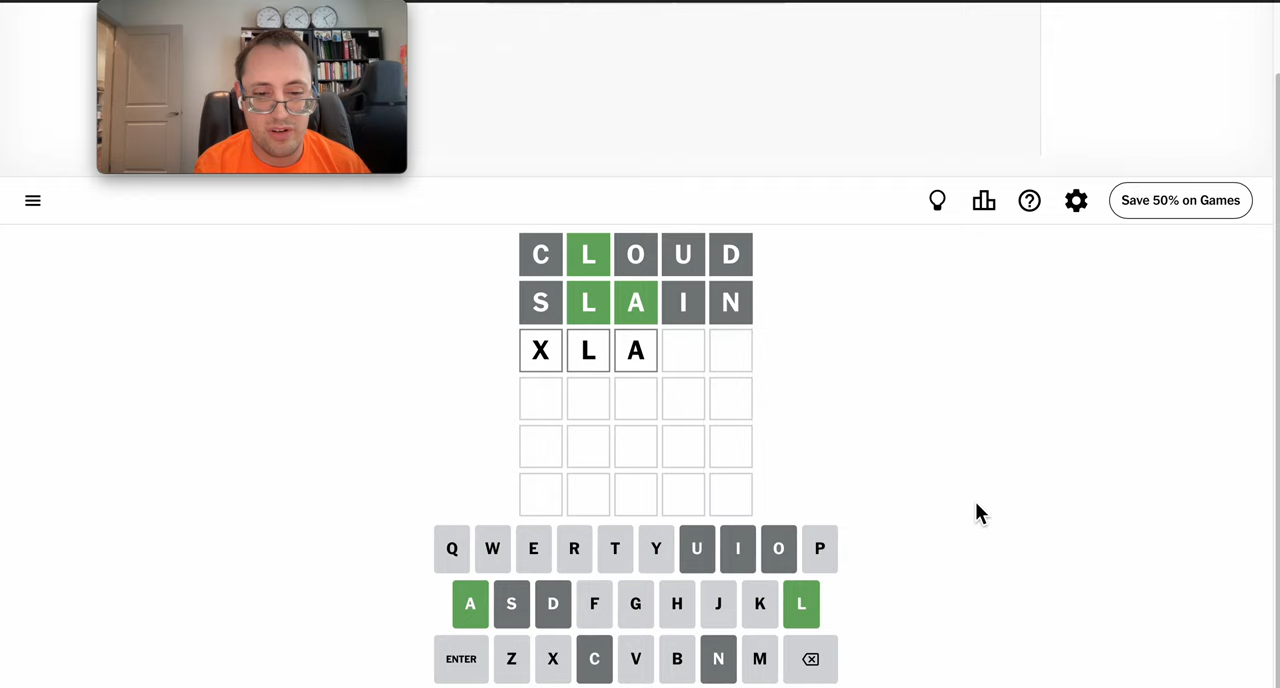 Save 50% on Games
C L O U D
S L A I N
X L A
Q W E R T Y U I O P
A S D F G H J K L
ENTER Z X C V B N M